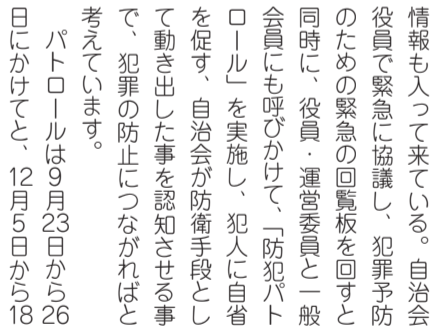 情報も入って来ている。自治会
役員で緊急に協議し、犯罪予防
のための緊急の回覧板を回すと
同時に、役員・運営委員と一般
会員にも呼びかけて、「防犯パト
ロール」を実施し、犯人に自省
を促す、自治会が防衛手段とし
て動き出した事を認知させる事
で、犯罪の防止につながればと
考えています。
　パトロールは9月23日から26
日にかけてと、12月5日から18